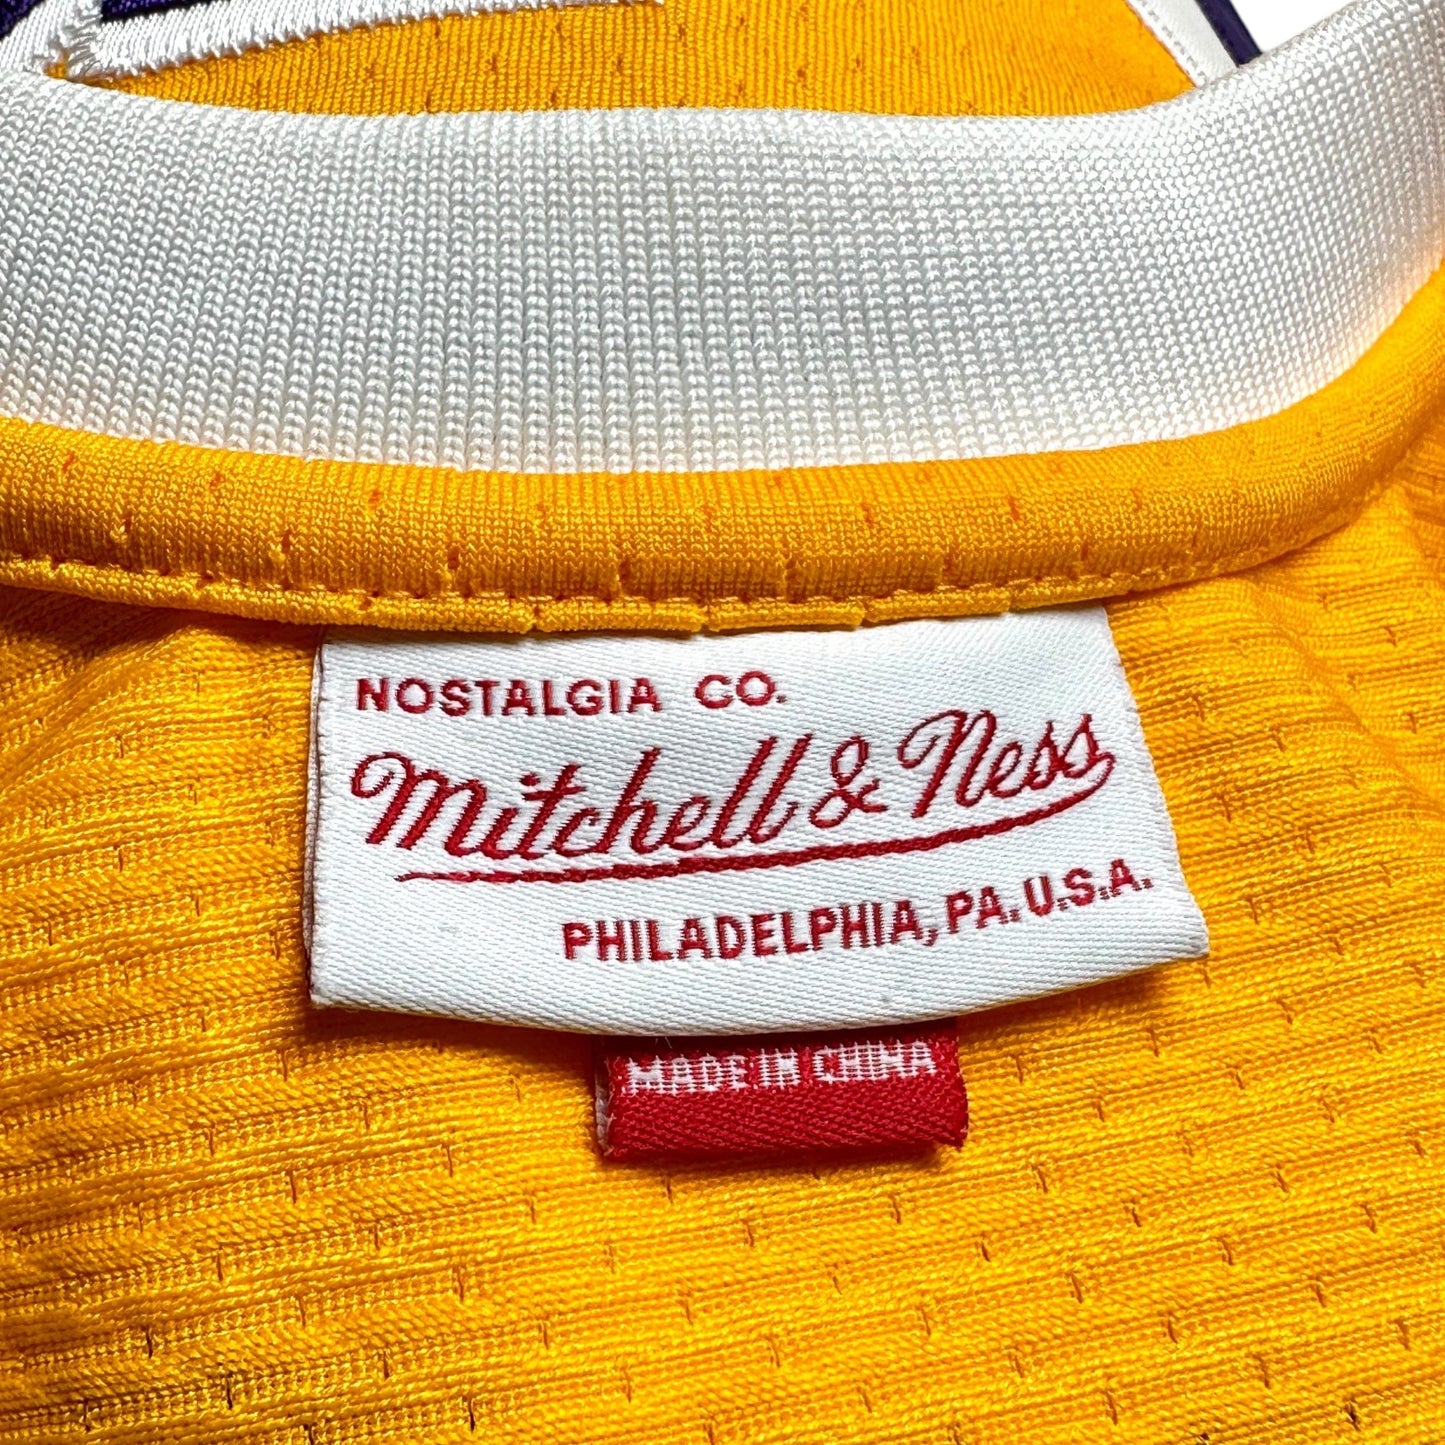 NOSTALGIA CO.
Mitchell & Ness
PHILADELPHIA, PA. U.S.A.
MADE IN CHINA